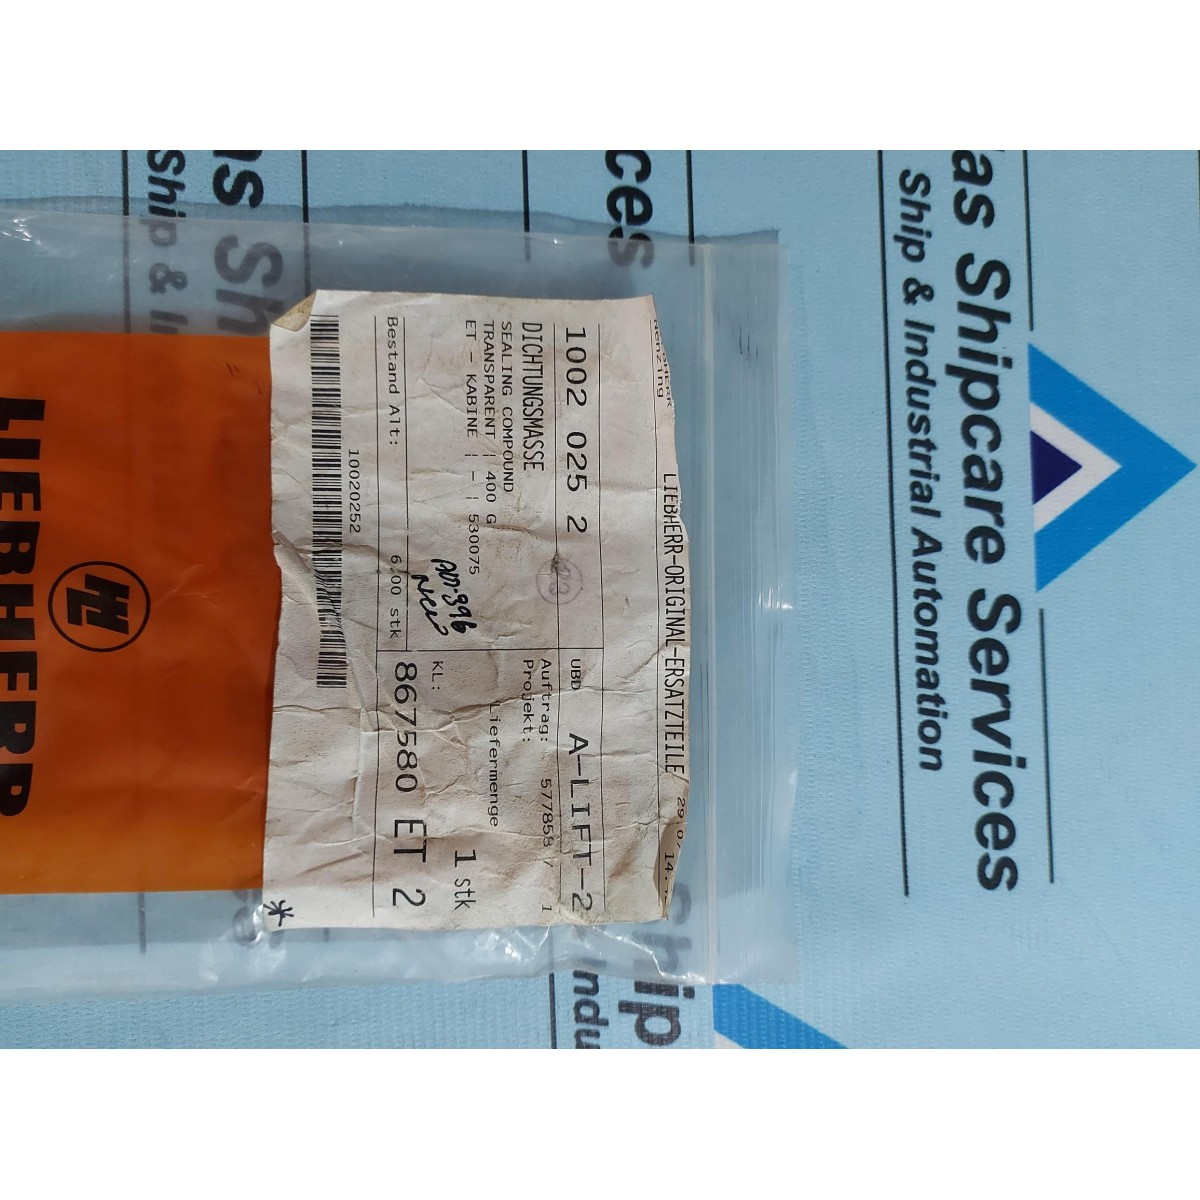 LIEBHERR-ORIGINAL-ERSATZTEILE
1002 025 2
UBD A-LIFT-2
DICHTUNGSMASSE
SEALING COMPOUND
TRANSPARENT ¦ 400 G
ET - KABINE ¦ - ¦ 530075
Auftrag: 577858 / 1
Projekt:
Liefermenge
1 stk
KL:
Bestand Alt: 6,00 stk
867580 ET 2
10020252
*
LIEBHERR
Shipcare Services
Ship & Industrial Automation